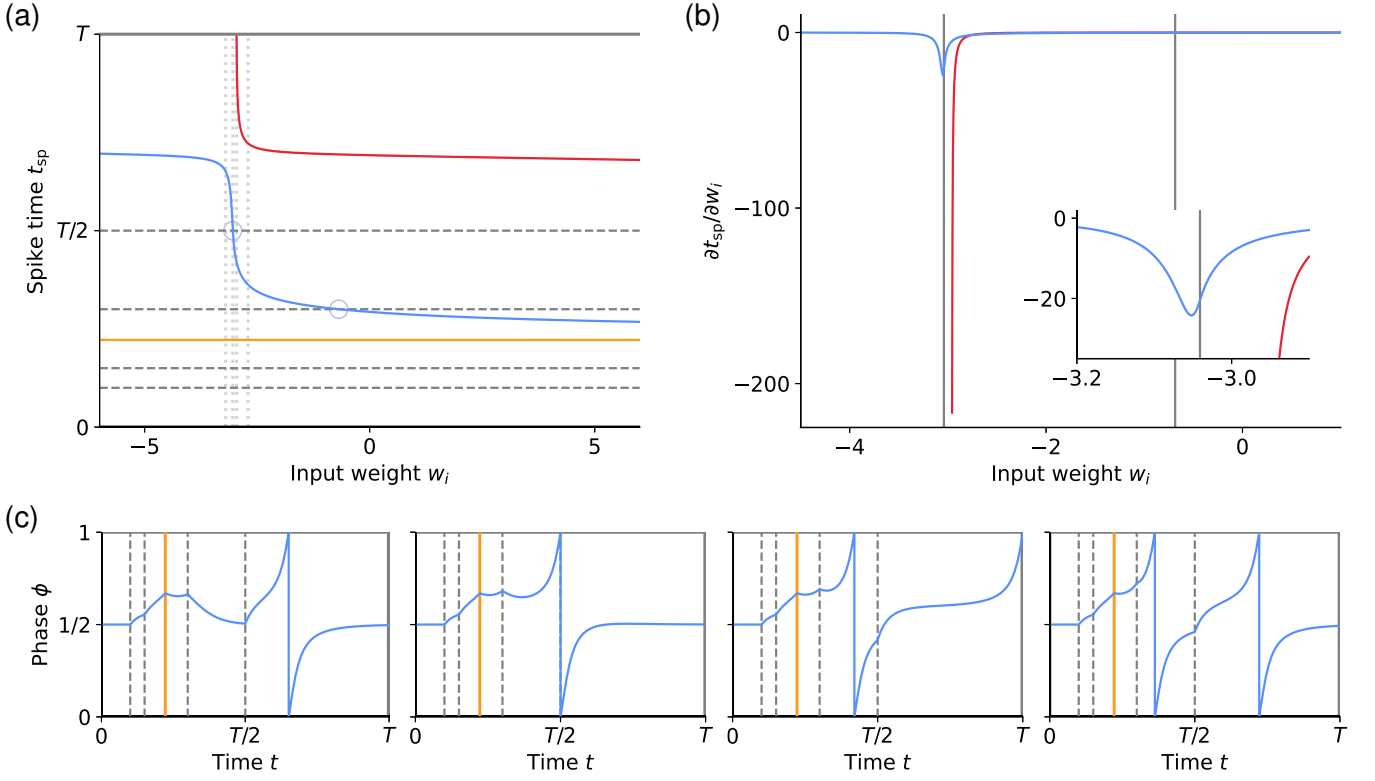 (a)
T
T/2
0
Spike time t_sp
−5
0
5
Input weight w_i
(b)
0
−100
−200
∂t_sp/∂w_i
−4
−2
0
Input weight w_i
0
−20
−3.2
−3.0
(c)
1
1/2
0
Phase ϕ
0
T/2
T
Time t
0
T/2
T
Time t
0
T/2
T
Time t
0
T/2
T
Time t